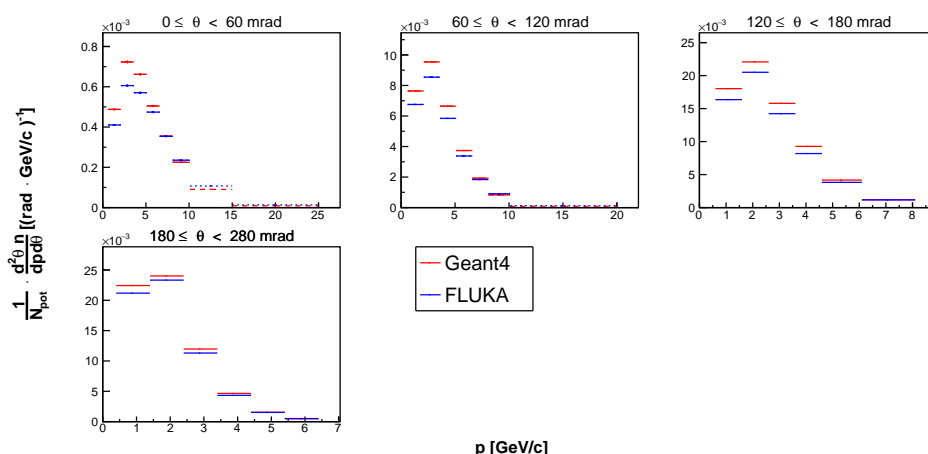 0 ≤ θ < 60 mrad
×10⁻³
0.8
0.6
0.4
0.2
0
0 5 10 15 20 25
60 ≤ θ < 120 mrad
×10⁻³
10
8
6
4
2
0
0 5 10 15 20
120 ≤ θ < 180 mrad
×10⁻³
25
20
15
10
5
0
0 1 2 3 4 5 6 7 8
180 ≤ θ < 280 mrad
×10⁻³
25
20
15
10
5
0
0 1 2 3 4 5 6 7
Geant4
FLUKA
1/N_pot · d²θ n/dpdθ [(rad · GeV/c )⁻¹]
p [GeV/c]